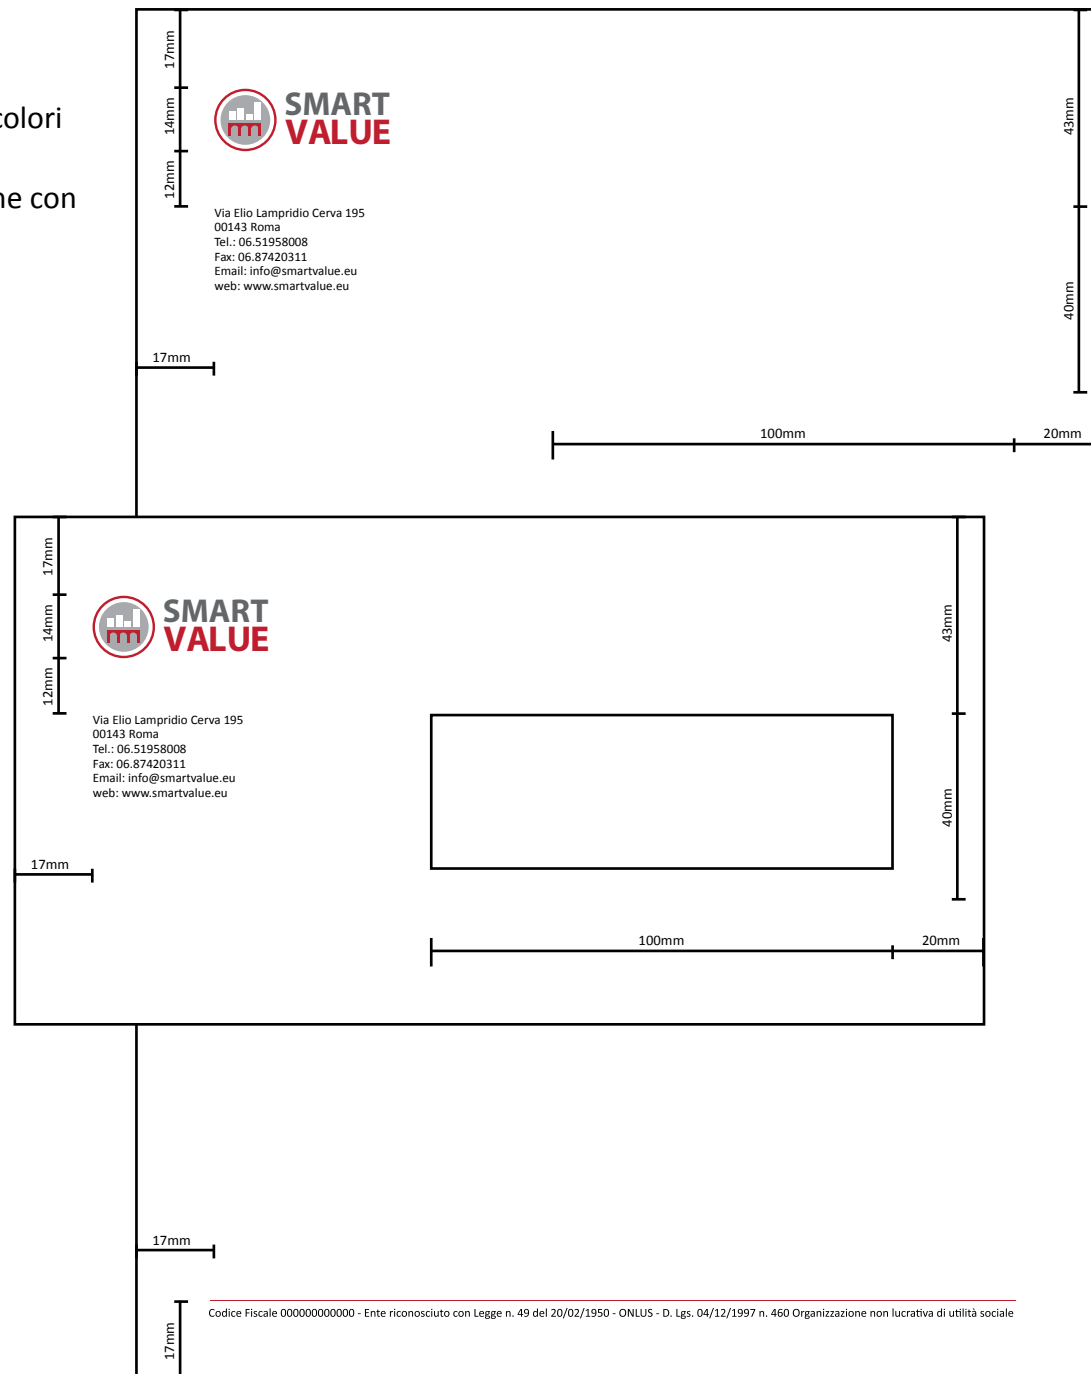 colori
ne con
17mm
14mm
12mm
SMART
VALUE
Via Elio Lampridio Cerva 195
00143 Roma
Tel.: 06.51958008
Fax: 06.87420311
Email: info@smartvalue.eu
web: www.smartvalue.eu
43mm
40mm
17mm
100mm
20mm
17mm
14mm
12mm
SMART
VALUE
Via Elio Lampridio Cerva 195
00143 Roma
Tel.: 06.51958008
Fax: 06.87420311
Email: info@smartvalue.eu
web: www.smartvalue.eu
43mm
40mm
17mm
100mm
20mm
17mm
17mm
Codice Fiscale 000000000000 - Ente riconosciuto con Legge n. 49 del 20/02/1950 - ONLUS - D. Lgs. 04/12/1997 n. 460 Organizzazione non lucrativa di utilità sociale